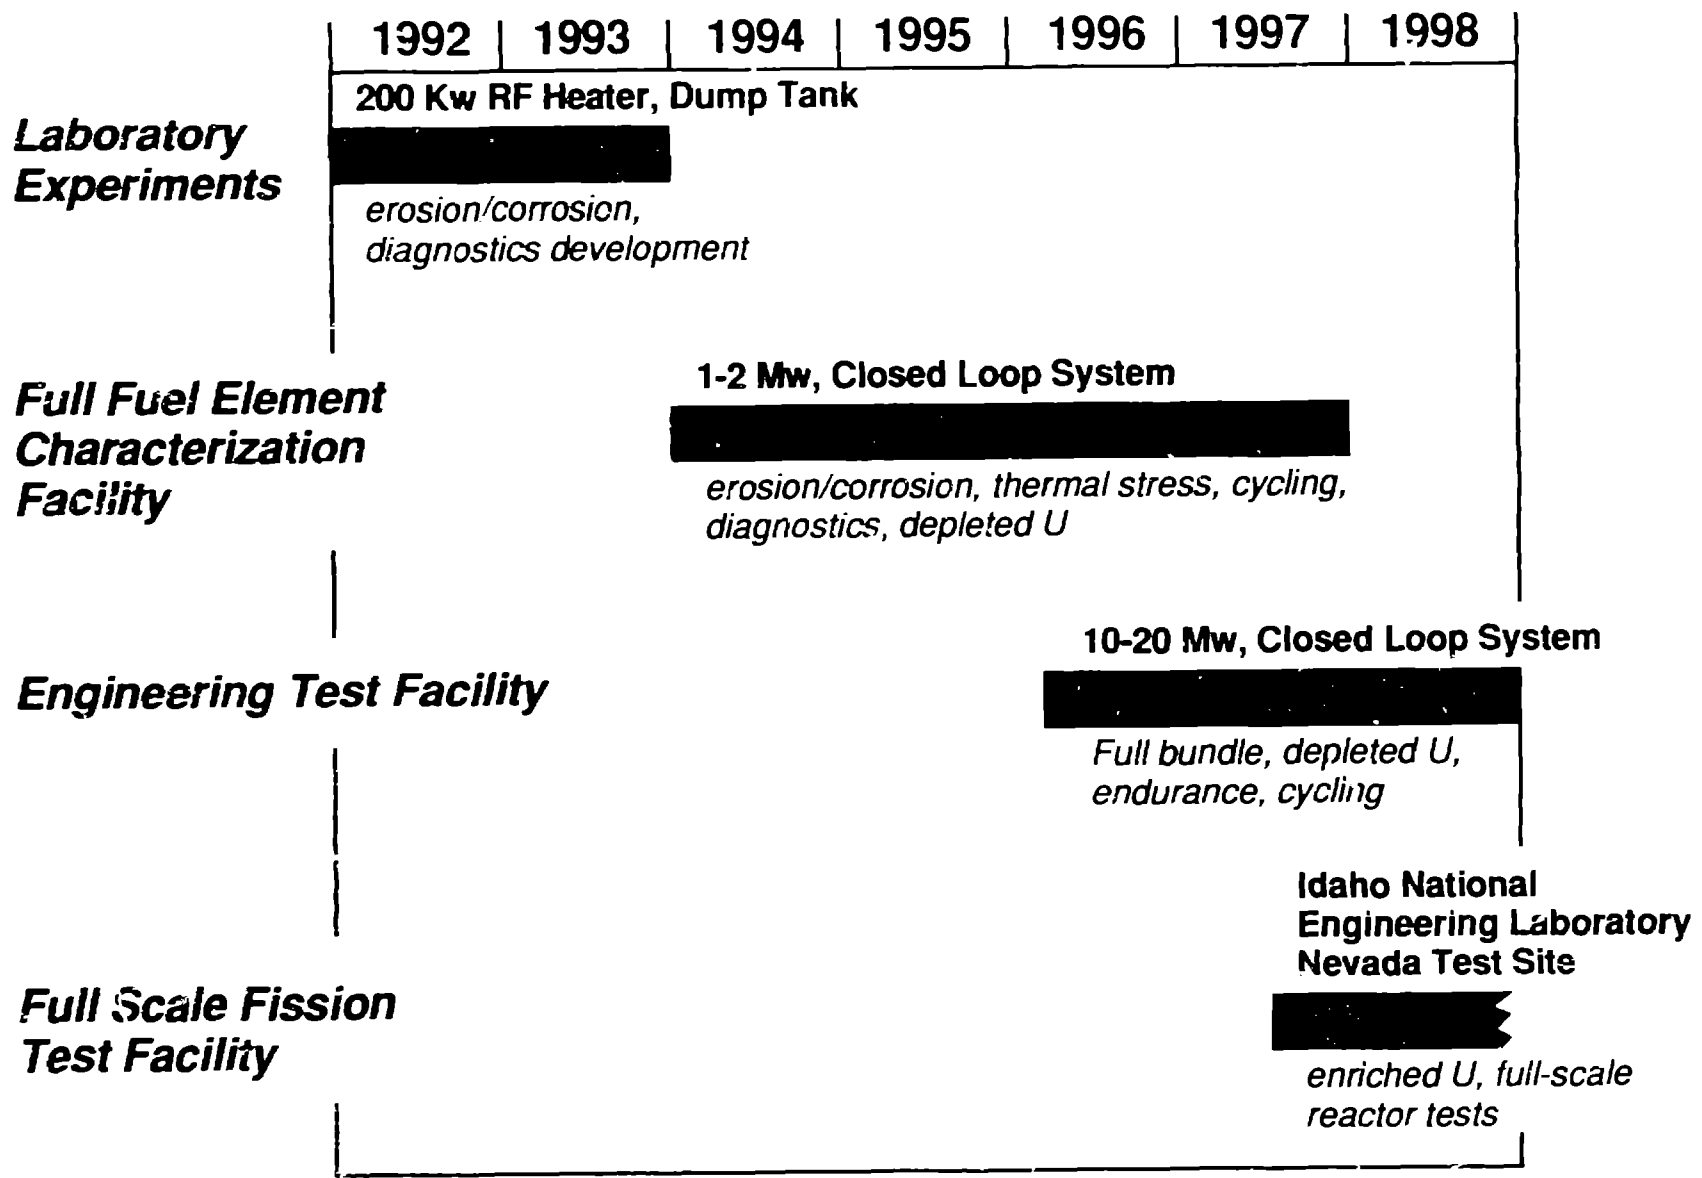 1992 1993 1994 1995 1996 1997 1998
200 Kw RF Heater, Dump Tank
Laboratory
Experiments
erosion/corrosion,
diagnostics development
1-2 Mw, Closed Loop System
Full Fuel Element
Characterization
Facility
erosion/corrosion, thermal stress, cycling,
diagnostics, depleted U
10-20 Mw, Closed Loop System
Engineering Test Facility
Full bundle, depleted U,
endurance, cycling
Idaho National
Engineering Laboratory
Nevada Test Site
Full Scale Fission
Test Facility
enriched U, full-scale
reactor tests